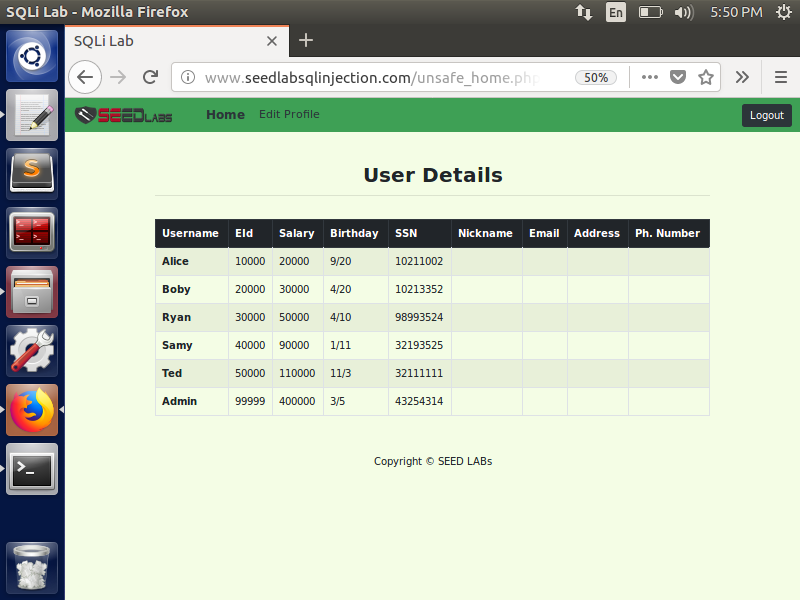 SQLi Lab - Mozilla Firefox En 5:50 PM
SQLi Lab
www.seedlabsqlinjection.com/unsafe_home.php 50%
SEEDLABS Home Edit Profile Logout
User Details
Username EId Salary Birthday SSN Nickname Email Address Ph. Number
Alice 10000 20000 9/20 10211002
Boby 20000 30000 4/20 10213352
Ryan 30000 50000 4/10 98993524
Samy 40000 90000 1/11 32193525
Ted 50000 110000 11/3 32111111
Admin 99999 400000 3/5 43254314
Copyright © SEED LABs